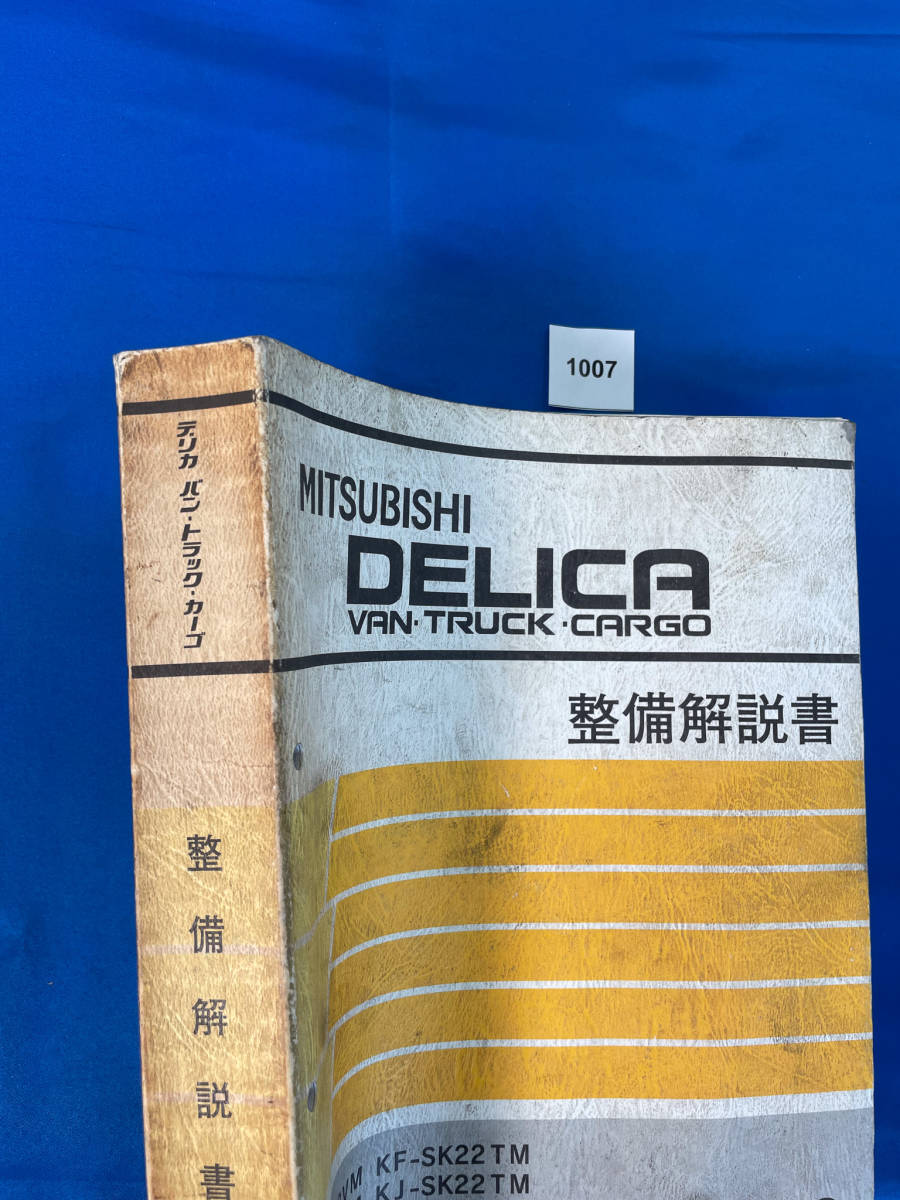 1007
デリカ バン・トラック・カーゴ
整備解説書
MITSUBISHI
DELICA
VAN・TRUCK・CARGO
整備解説書
KF-SK22TM
VM KJ-SK22TM